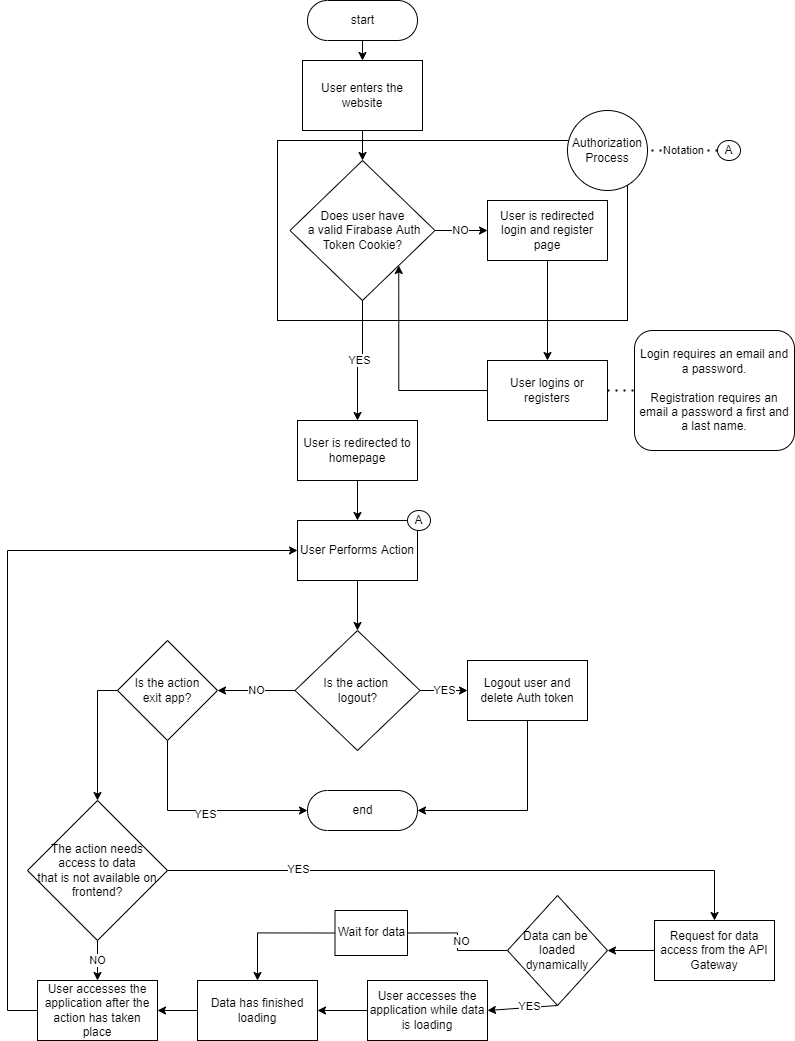 start
User enters the
website
Authorization
Process
Notation
A
Does user have
a valid Firabase Auth
Token Cookie?
NO
User is redirected
login and register
page
YES
User logins or
registers
Login requires an email and
a password.
Registration requires an
email a password a first and
a last name.
User is redirected to
homepage
A
User Performs Action
Is the action
exit app?
NO
Is the action
logout?
YES
Logout user and
delete Auth token
YES
end
The action needs
access to data
that is not available on
frontend?
YES
Wait for data
NO
Data can be
loaded
dynamically
Request for data
access from the API
Gateway
NO
User accesses the
application after the
action has taken
place
Data has finished
loading
User accesses the
application while data
is loading
YES